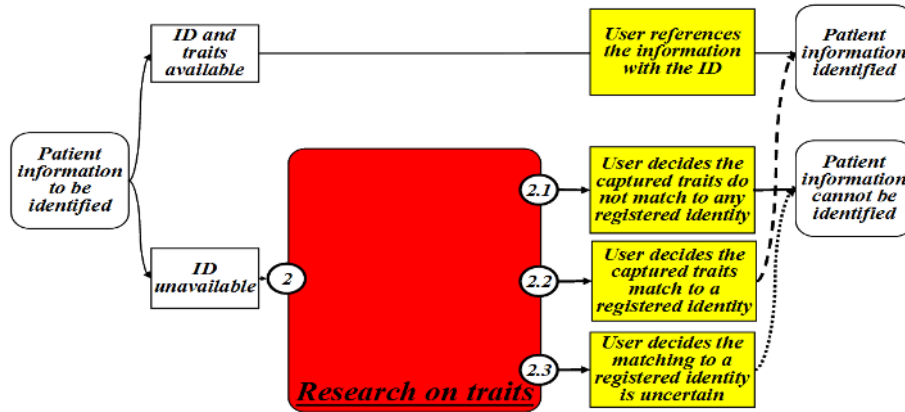 ID and
traits
available
User references
the information
with the ID
Patient
information
identified
Patient
information
to be
identified
2.1
User decides the
captured traits do
not match to any
registered identity
Patient
information
cannot be
identified
ID
unavailable
2
2.2
User decides the
captured traits
match to a
registered identity
2.3
User decides the
matching to a
registered identity
is uncertain
Research on traits